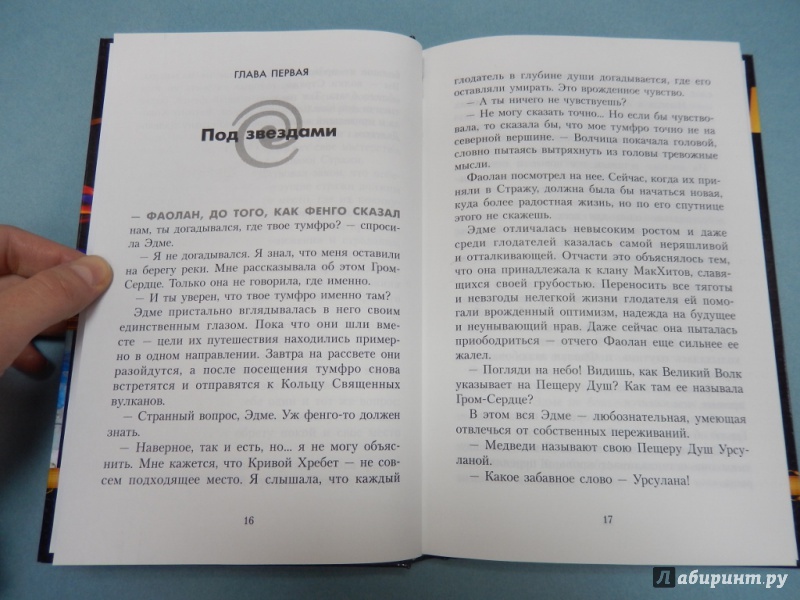 ГЛАВА ПЕРВАЯ
Под звездами
— ФАОЛАН, ДО ТОГО, КАК ФЕНГО СКАЗАЛ
нам, ты догадывался, где твое тумфро? — спроси-
ла Эдме.
— Я не догадывался. Я знал, что меня оставили
на берегу реки. Мне рассказывала об этом Гром-
Сердце. Только она не говорила, где именно.
— И ты уверен, что твое тумфро именно там?
Эдме пристально вглядывалась в него своим
единственным глазом. Пока что они шли вме-
сте — цели их путешествия находились пример-
но в одном направлении. Завтра на рассвете они
разойдутся, а после посещения тумфро снова
встретятся и отправятся к Кольцу Священных
вулканов.
— Странный вопрос, Эдме. Уж фенго-то должен
знать.
— Наверное, так и есть, но... я не могу объяс-
нить. Мне кажется, что Кривой Хребет — не сов-
сем подходящее место. Я слышала, что каждый
16
глодатель в глубине души догадывается, где его
оставляли умирать. Это врожденное чувство.
— А ты ничего не чувствуешь?
— Не могу сказать точно... Но если бы чувство-
вала, то сказала бы, что мое тумфро точно не на
северной вершине. — Волчица покачала головой,
словно пытаясь вытряхнуть из головы тревожные
мысли.
Фаолан посмотрел на нее. Сейчас, когда их при-
няли в Стражу, должна была бы начаться новая,
куда более радостная жизнь, но по его спутнице
этого не скажешь.
Эдме отличалась невысоким ростом и даже
среди глодателей казалась самой неряшливой
и отталкивающей. Отчасти это объяснялось тем,
что она принадлежала к клану МакХитов, славя-
щихся своей грубостью. Переносить все тяготы
и невзгоды нелегкой жизни глодателя ей помо-
гали врожденный оптимизм, надежда на будущее
и неунывающий нрав. Даже сейчас она пыталась
приободриться — отчего Фаолан еще сильнее ее
жалел.
— Погляди на небо! Видишь, как Великий Волк
указывает на Пещеру Душ? Как там ее называла
Гром-Сердце?
В этом вся Эдме — любознательная, умеющая
отвлечься от собственных переживаний.
— Медведи называют свою Пещеру Душ Урсу-
ланой.
— Какое забавное слово — Урсулана!
17
Лабиринт.ру